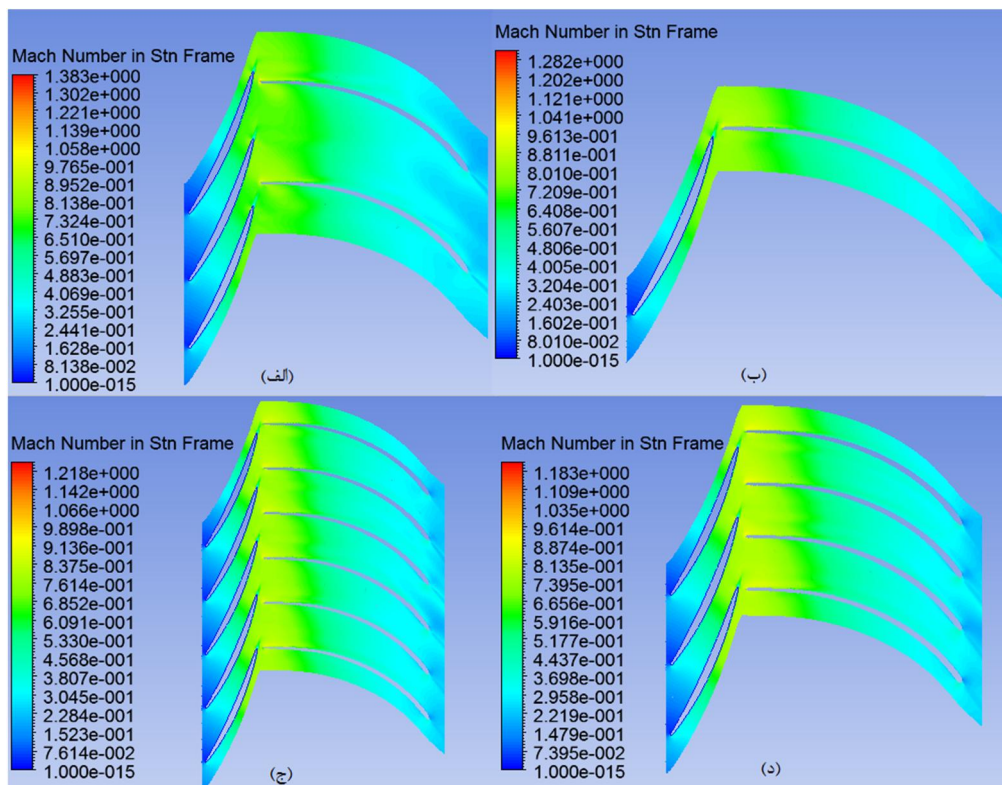 Mach Number in Stn Frame
1.383e+000
1.302e+000
1.221e+000
1.139e+000
1.058e+000
9.765e-001
8.952e-001
8.138e-001
7.324e-001
6.510e-001
5.697e-001
4.883e-001
4.069e-001
3.255e-001
2.441e-001
1.628e-001
8.138e-002
1.000e-015
(الف)
Mach Number in Stn Frame
1.282e+000
1.202e+000
1.121e+000
1.041e+000
9.613e-001
8.811e-001
8.010e-001
7.209e-001
6.408e-001
5.607e-001
4.806e-001
4.005e-001
3.204e-001
2.403e-001
1.602e-001
8.010e-002
1.000e-015
(ب)
Mach Number in Stn Frame
1.218e+000
1.142e+000
1.066e+000
9.898e-001
9.136e-001
8.375e-001
7.614e-001
6.852e-001
6.091e-001
5.330e-001
4.568e-001
3.807e-001
3.045e-001
2.284e-001
1.523e-001
7.614e-002
1.000e-015
(ج)
Mach Number in Stn Frame
1.183e+000
1.109e+000
1.035e+000
9.614e-001
8.874e-001
8.135e-001
7.395e-001
6.656e-001
5.916e-001
5.177e-001
4.437e-001
3.698e-001
2.958e-001
2.219e-001
1.479e-001
7.395e-002
1.000e-015
(د)